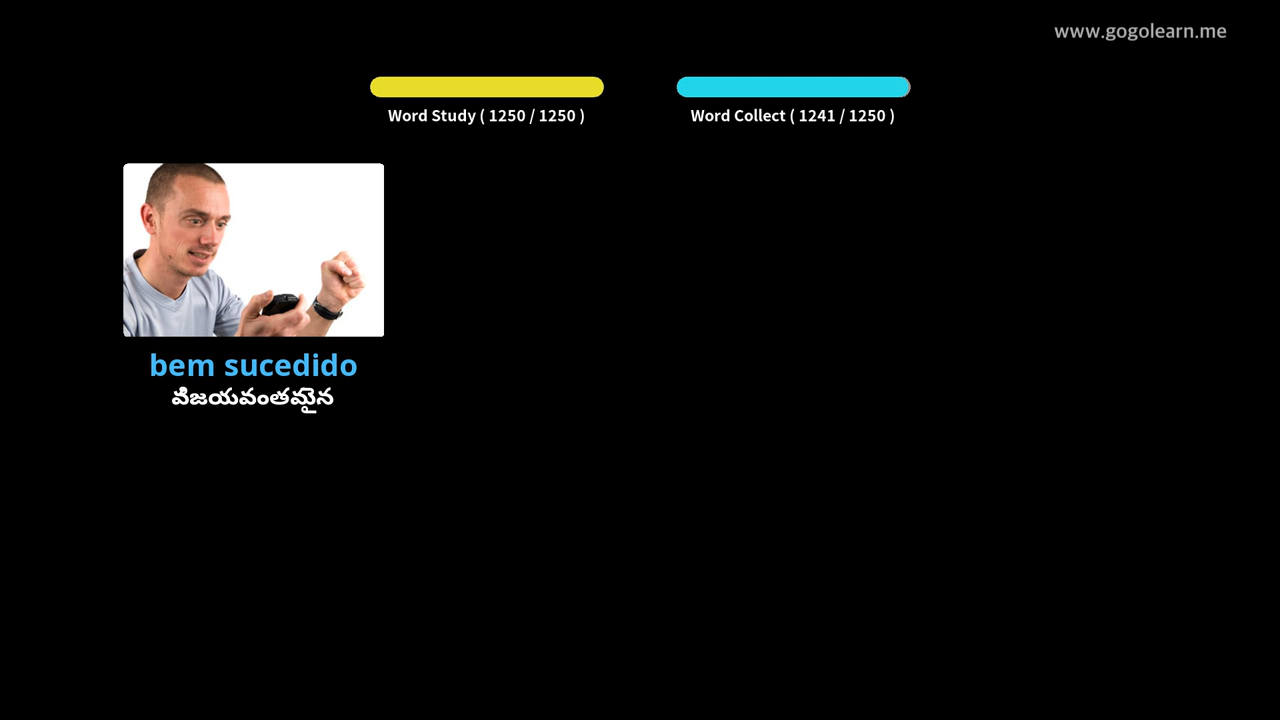 www.gogolearn.me
Word Study ( 1250 / 1250 )
Word Collect ( 1241 / 1250 )
bem sucedido
విజయవంతమైన